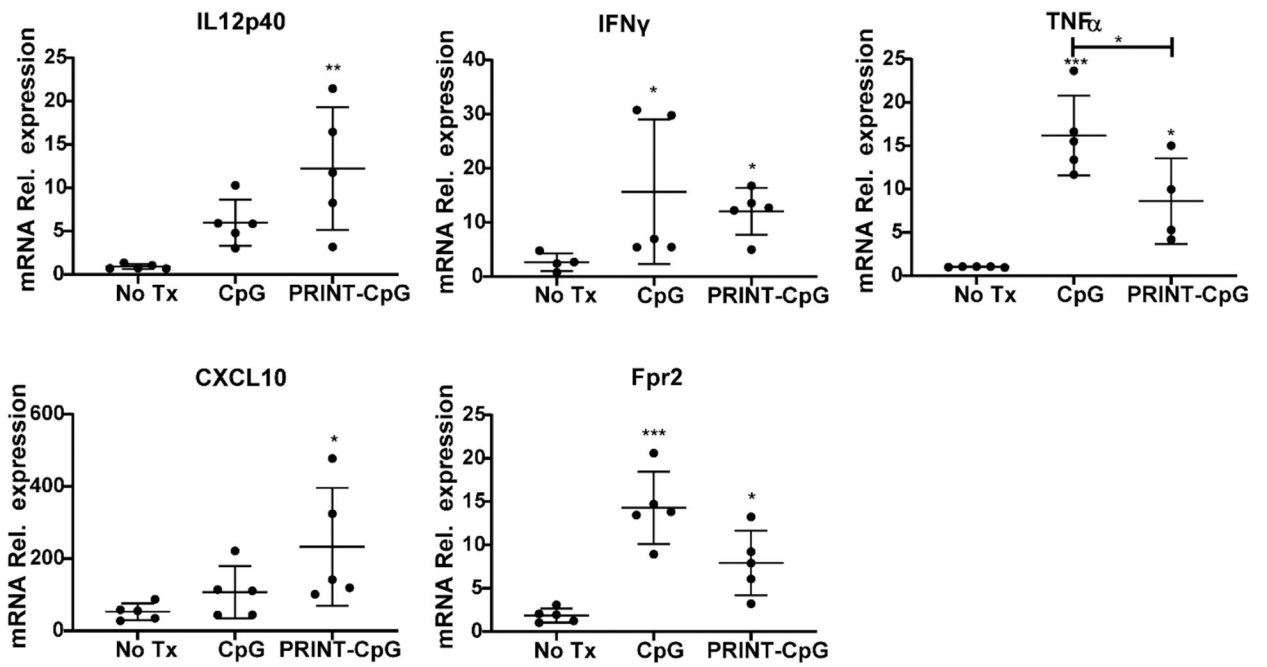 IL12p40
mRNA Rel. expression
25
20
15
10
5
0
**
No Tx CpG PRINT-CpG
IFNγ
mRNA Rel. expression
40
30
20
10
0
*
*
No Tx CpG PRINT-CpG
TNFα
mRNA Rel. expression
25
20
15
10
5
0
*
***
*
No Tx CpG PRINT-CpG
CXCL10
mRNA Rel. expression
600
400
200
0
*
No Tx CpG PRINT-CpG
Fpr2
mRNA Rel. expression
25
20
15
10
5
0
***
*
No Tx CpG PRINT-CpG